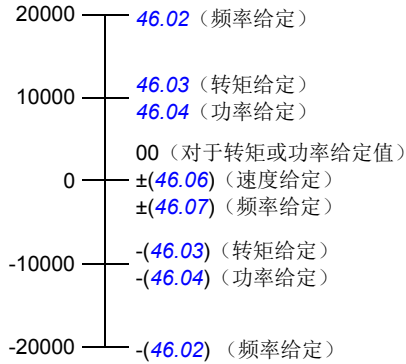 20000 46.02（频率给定）
46.03（转矩给定）
10000 46.04（功率给定）
00（对于转矩或功率给定值）
0 ±(46.06)（速度给定）
±(46.07)（频率给定）
-(46.03)（转矩给定）
-10000 -(46.04)（功率给定）
-20000 -(46.02) （频率给定）